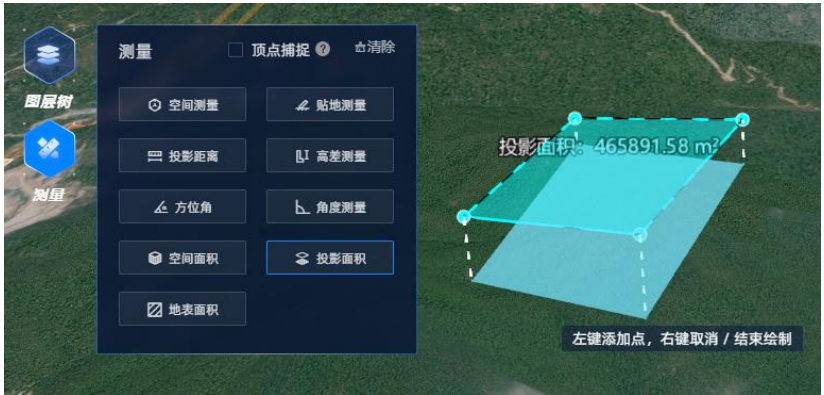 图层树
测量
测量
顶点捕捉 ?
清除
空间测量
贴地测量
投影距离
高差测量
方位角
角度测量
空间面积
投影面积
地表面积
投影面积：465891.58 m²
左键添加点，右键取消 / 结束绘制